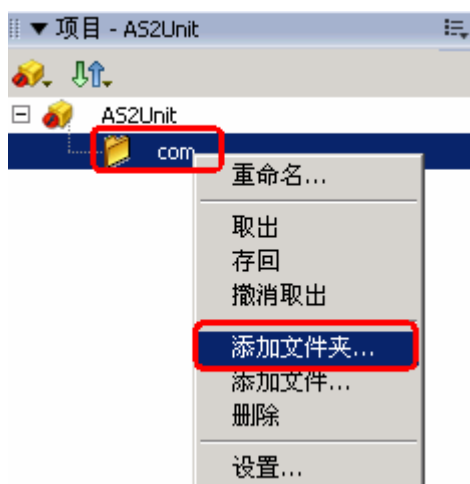 项目 - AS2Unit
AS2Unit
com
重命名...
取出
存回
撤消取出
添加文件夹...
添加文件...
删除
设置...